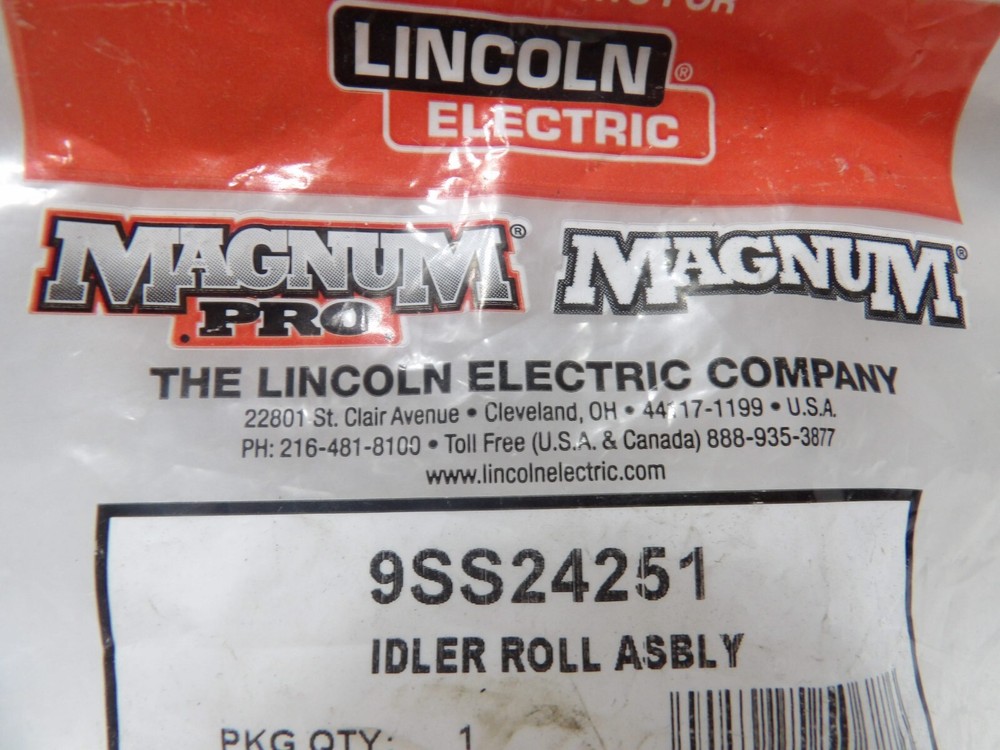 LINCOLN®
ELECTRIC
MAGNUM® MAGNUM®
PRO
THE LINCOLN ELECTRIC COMPANY
22801 St. Clair Avenue • Cleveland, OH • 44117-1199 • U.S.A.
PH: 216-481-8100 • Toll Free (U.S.A. & Canada) 888-935-3877
www.lincolnelectric.com
9SS24251
IDLER ROLL ASBLY
PKG QTY: 1